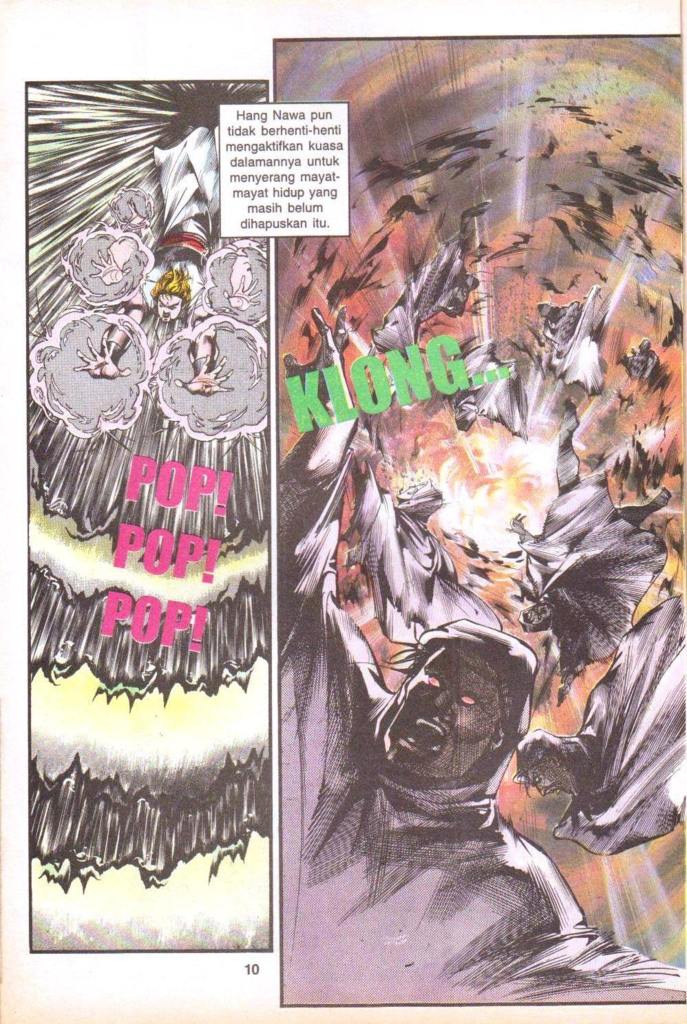 Hang Nawa pun
tidak berhenti-henti
mengaktifkan kuasa
dalamannya untuk
menyerang mayat-
mayat hidup yang
masih belum
dihapuskan itu.
KLONG...
POP!
POP!
POP!
10